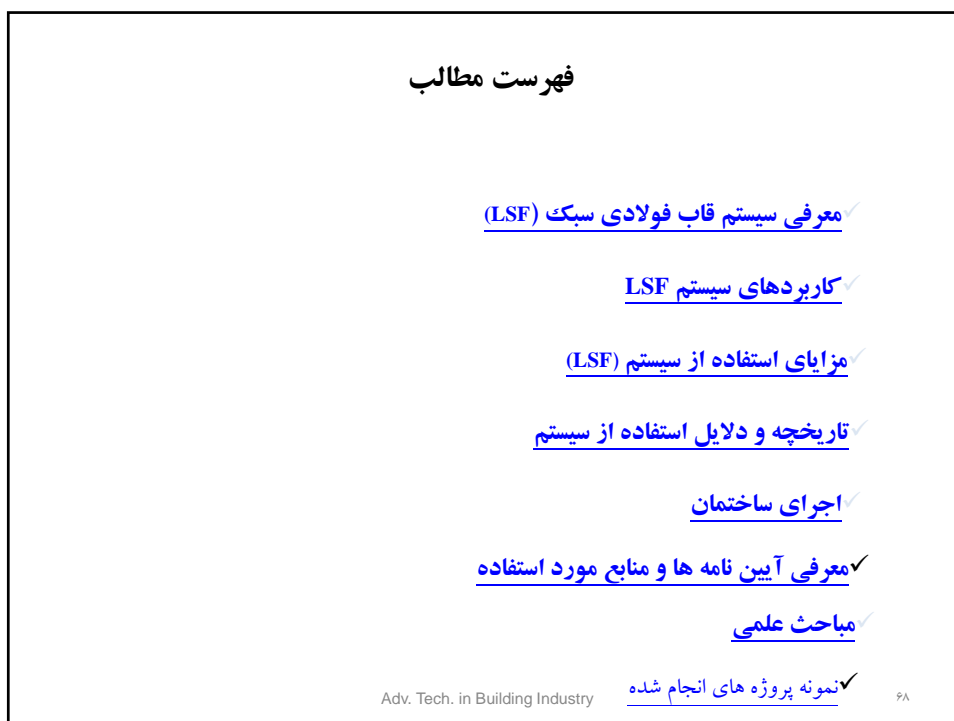 فهرست مطالب
✓معرفی سیستم قاب فولادی سبک (LSF)
✓کاربردهای سیستم LSF
✓مزایای استفاده از سیستم (LSF)
✓تاریخچه و دلایل استفاده از سیستم
✓اجرای ساختمان
✓معرفی آیین نامه ها و منابع مورد استفاده
✓مباحث علمی
✓نمونه پروژه های انجام شده
Adv. Tech. in Building Industry
۶۸